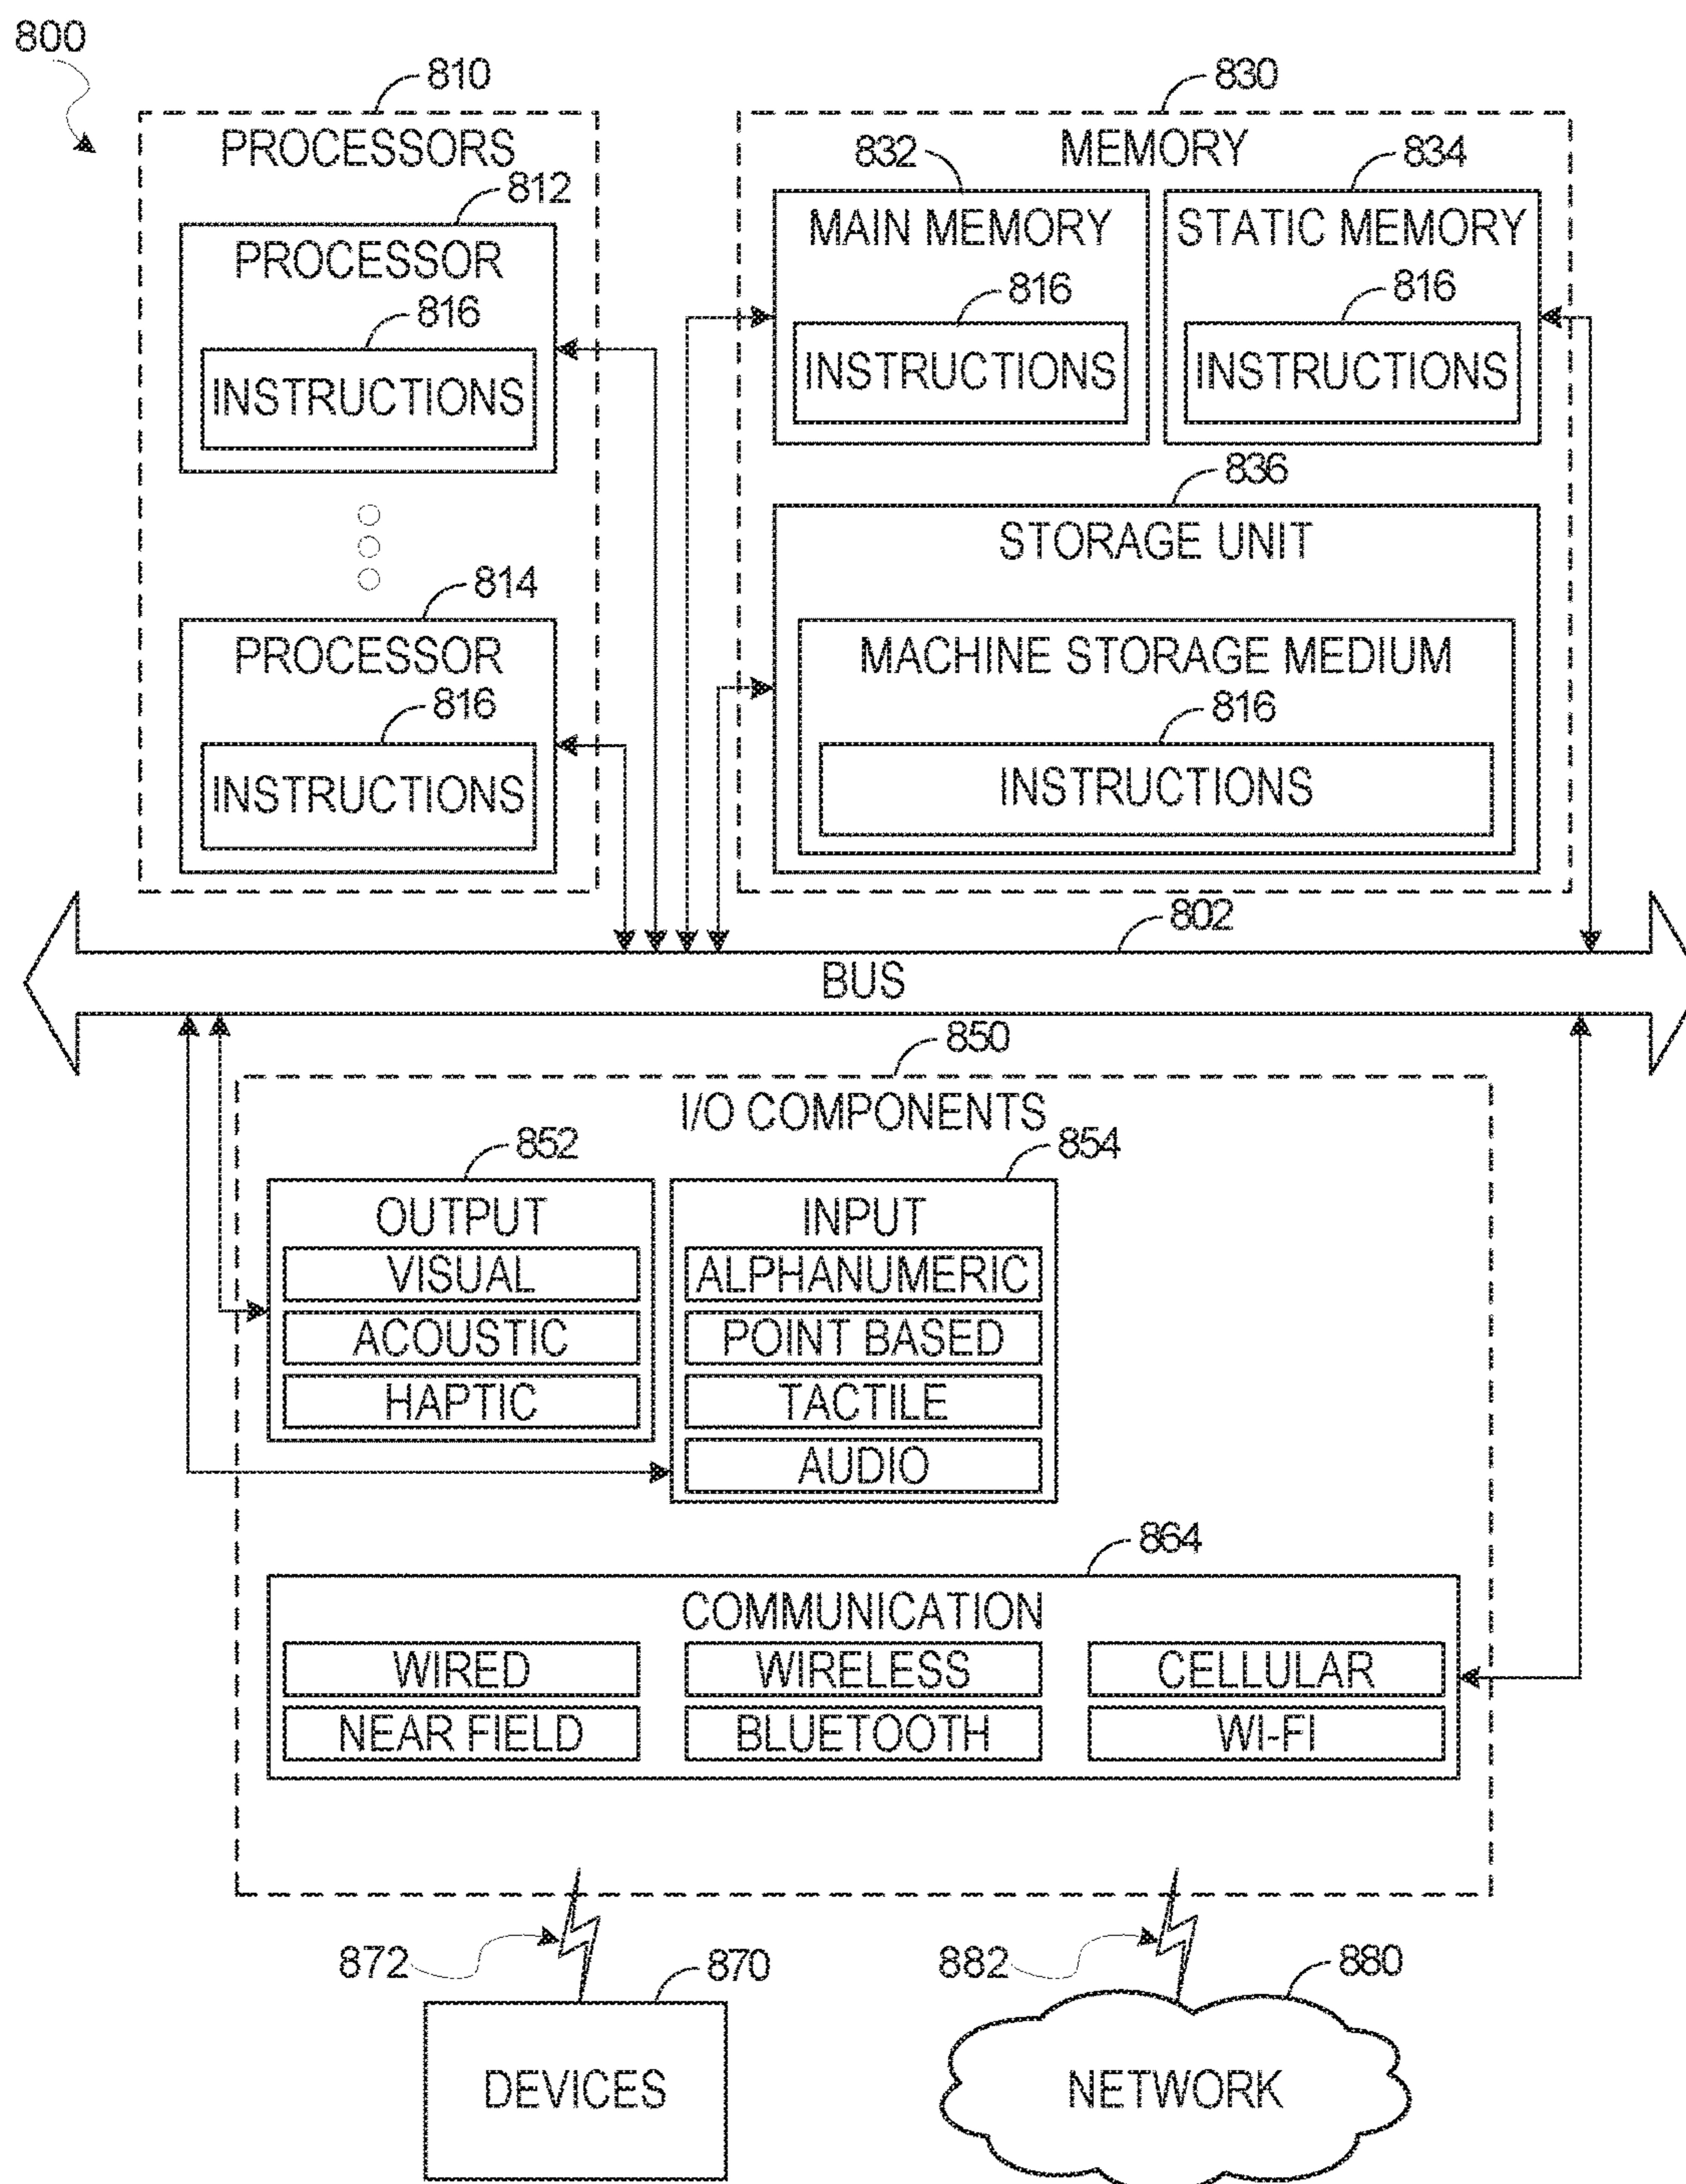 800
810
PROCESSORS
812
PROCESSOR
816
INSTRUCTIONS
814
PROCESSOR
816
INSTRUCTIONS
830
MEMORY
832
MAIN MEMORY
816
INSTRUCTIONS
834
STATIC MEMORY
816
INSTRUCTIONS
836
STORAGE UNIT
MACHINE STORAGE MEDIUM
816
INSTRUCTIONS
802
BUS
850
I/O COMPONENTS
852
OUTPUT
VISUAL
ACOUSTIC
HAPTIC
854
INPUT
ALPHANUMERIC
POINT BASED
TACTILE
AUDIO
864
COMMUNICATION
WIRED
WIRELESS
CELLULAR
NEAR FIELD
BLUETOOTH
WI-FI
872
870
DEVICES
882
880
NETWORK